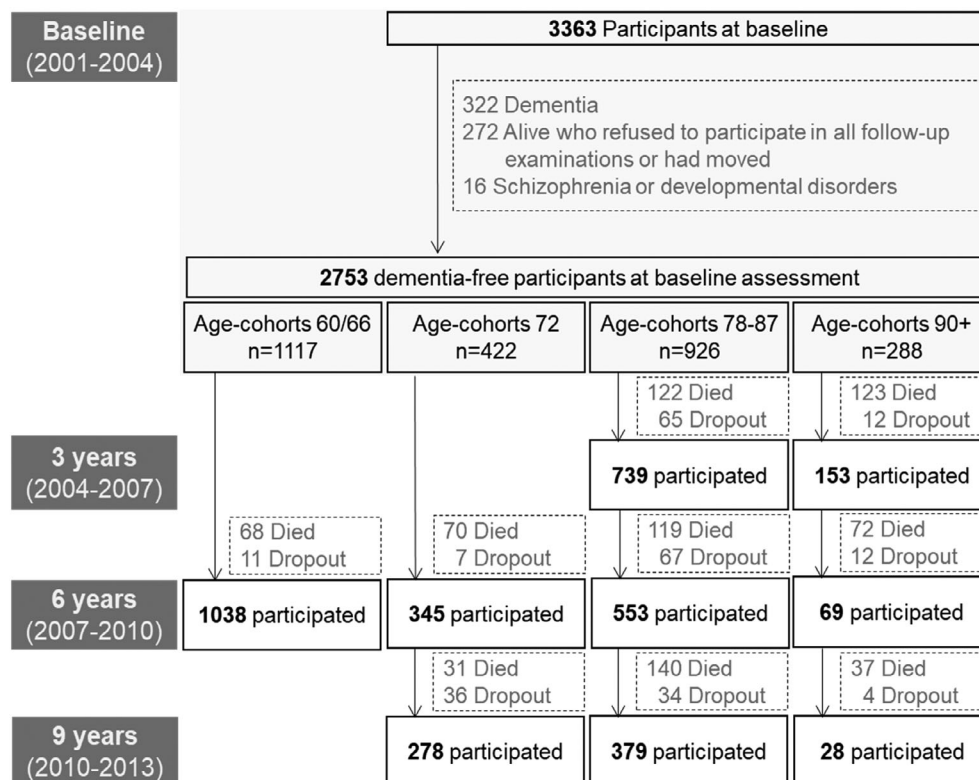 Baseline
(2001-2004)
3363 Participants at baseline
322 Dementia
272 Alive who refused to participate in all follow-up
examinations or had moved
16 Schizophrenia or developmental disorders
2753 dementia-free participants at baseline assessment
Age-cohorts 60/66
n=1117
Age-cohorts 72
n=422
Age-cohorts 78-87
n=926
Age-cohorts 90+
n=288
122 Died
65 Dropout
123 Died
12 Dropout
3 years
(2004-2007)
739 participated
153 participated
68 Died
11 Dropout
70 Died
7 Dropout
119 Died
67 Dropout
72 Died
12 Dropout
6 years
(2007-2010)
1038 participated
345 participated
553 participated
69 participated
31 Died
36 Dropout
140 Died
34 Dropout
37 Died
4 Dropout
9 years
(2010-2013)
278 participated
379 participated
28 participated